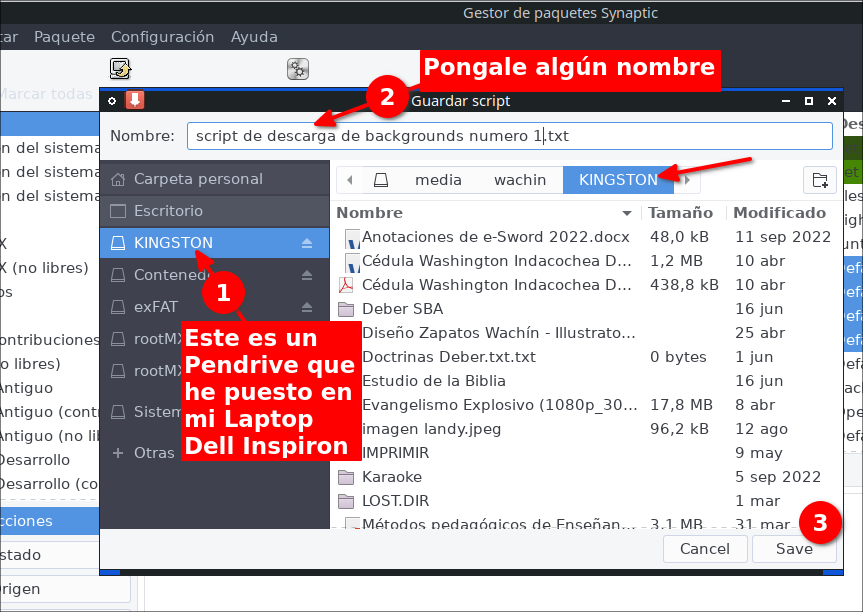 Gestor de paquetes Synaptic
tar Paquete Configuración Ayuda
Marcar todas
Pongale algún nombre
2
Guardar script
Nombre: script de descarga de backgrounds numero 1.txt
Carpeta personal
Escritorio
KINGSTON
Contened
exFAT
rootMX
rootMX
Sistem
Otras
1
Este es un
Pendrive que
he puesto en
mi Laptop
Dell Inspiron
media wachin KINGSTON
Nombre Tamaño Modificado
Anotaciones de e-Sword 2022.docx 48,0 kB 11 sep 2022
Cédula Washington Indacochea D... 1,2 MB 10 abr
Cédula Washington Indacochea D... 438,8 kB 10 abr
Deber SBA 16 jun
Diseño Zapatos Wachín - Illustrato... 25 abr
Doctrinas Deber.txt.txt 0 bytes 1 jun
Estudio de la Biblia 16 jun
Evangelismo Explosivo (1080p_30... 17,8 MB 8 abr
imagen landy.jpeg 96,2 kB 12 ago
IMPRIMIR 9 may
Karaoke 5 sep 2022
LOST.DIR 1 mar
Métodos pedagógicos de Enseñan... 3,1 MB 31 mar
3
Cancel Save
n del sistema
n del sistema
n del sistema
X
X (no libres)
os
ontribuciones
o libres)
Antiguo
Antiguo (contr
Antiguo (no lib
Desarrollo
Desarrollo (co
cciones
stado
rigen